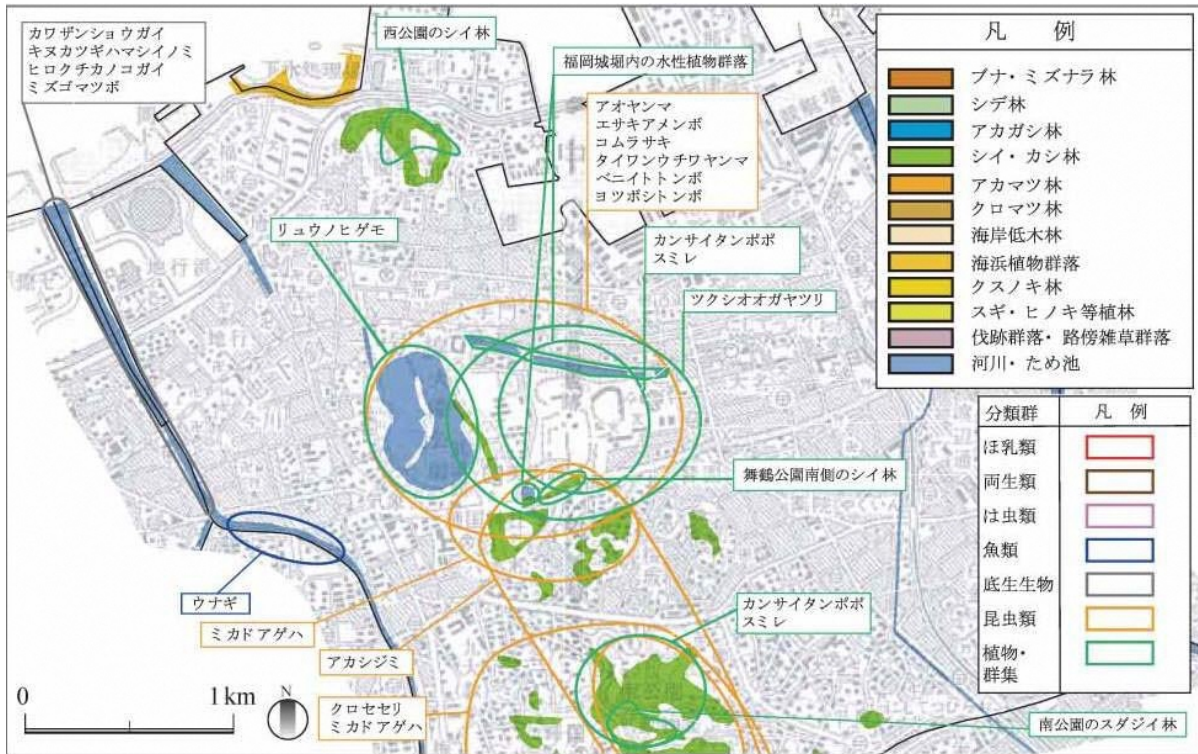 カワザンショウガイ
キヌカツギハマシイノミ
ヒロクチカノコガイ
ミズゴマツボ
西公園のシイ林
福岡城堀内の水性植物群落
アオヤンマ
エサキアメンボ
コムラサキ
タイワンウチワヤンマ
ベニイトトンボ
ヨツボシトンボ
リュウノヒゲモ
カンサイタンポポ
スミレ
ツクシオオガヤツリ
舞鶴公園南側のシイ林
ウナギ
ミカドアゲハ
アカシジミ
クロセセリ
ミカドアゲハ
カンサイタンポポ
スミレ
南公園のスダジイ林
0 1km
N
凡 例
ブナ・ミズナラ林
シデ林
アカガシ林
シイ・カシ林
アカマツ林
クロマツ林
海岸低木林
海浜植物群落
クスノキ林
スギ・ヒノキ等植林
伐跡群落・路傍雑草群落
河川・ため池
分類群 凡 例
ほ乳類
両生類
は虫類
魚類
底生生物
昆虫類
植物・
群集